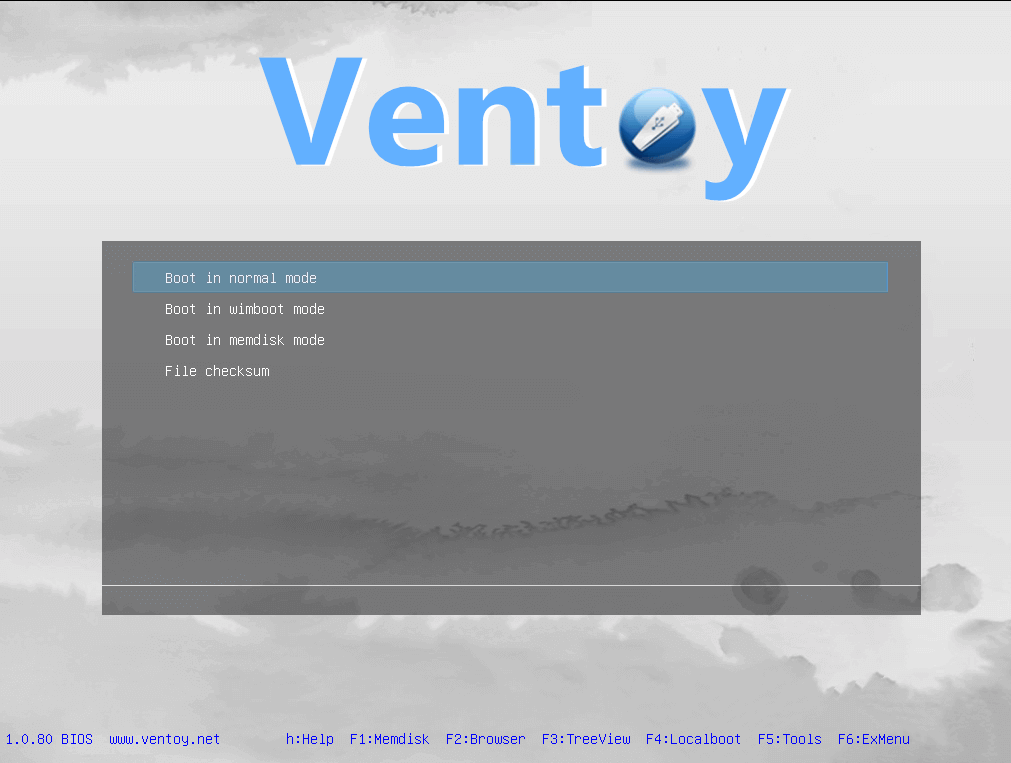 Ventoy
Boot in normal mode
Boot in wimboot mode
Boot in memdisk mode
File checksum
1.0.80 BIOS www.ventoy.net h:Help F1:Memdisk F2:Browser F3:TreeView F4:Localboot F5:Tools F6:ExMenu